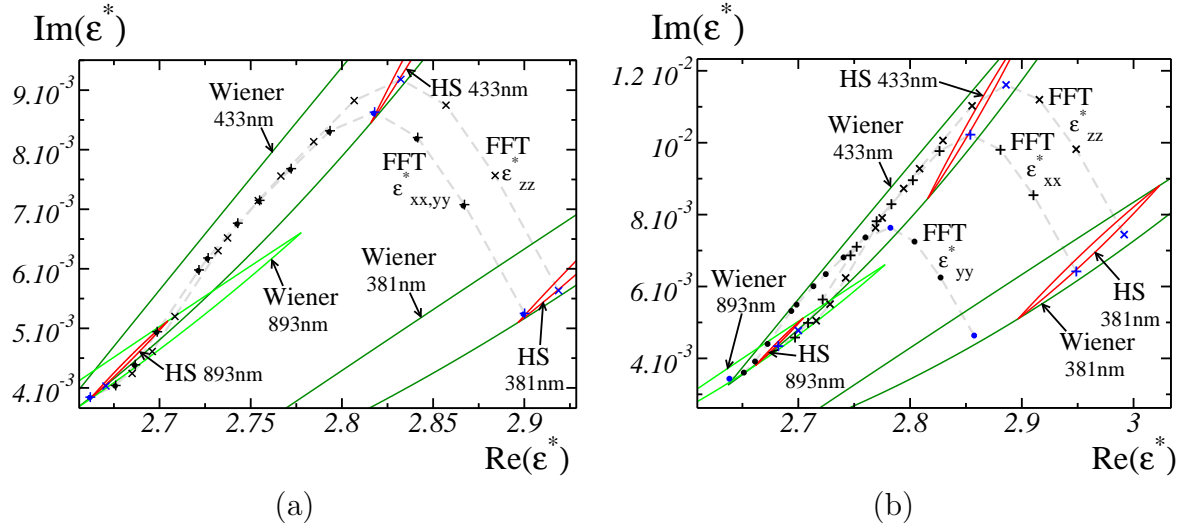 Im(ε*)
9.10⁻³
8.10⁻³
7.10⁻³
6.10⁻³
5.10⁻³
4.10⁻³
2.7
2.75
2.8
2.85
2.9
Re(ε*)
Wiener
433nm
HS 433nm
FFT
ε*zz
FFT
ε*xx,yy
Wiener
381nm
Wiener
893nm
HS 893nm
HS
381nm
(a)
Im(ε*)
1.2 10⁻²
10⁻²
8.10⁻³
6.10⁻³
4.10⁻³
2.7
2.8
2.9
3
Re(ε*)
HS 433nm
Wiener
433nm
FFT
ε*zz
FFT
ε*xx
FFT
ε*yy
Wiener
893nm
HS
893nm
HS
381nm
Wiener
381nm
(b)